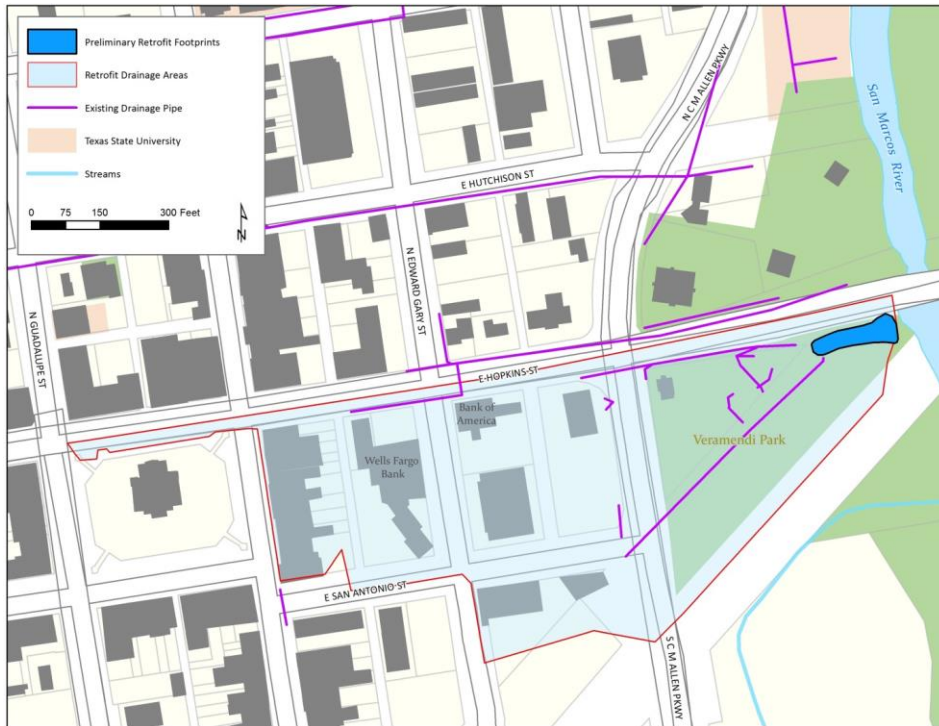 Preliminary Retrofit Footprints
Retrofit Drainage Areas
Existing Drainage Pipe
Texas State University
Streams
0 75 150 300 Feet
N
N C M ALLEN PKWY
San Marcos River
E HUTCHISON ST
N EDWARD GARY ST
N GUADALUPE ST
E HOPKINS ST
Bank of
America
Veramendi Park
Wells Fargo
Bank
E SAN ANTONIO ST
S C M ALLEN PKWY